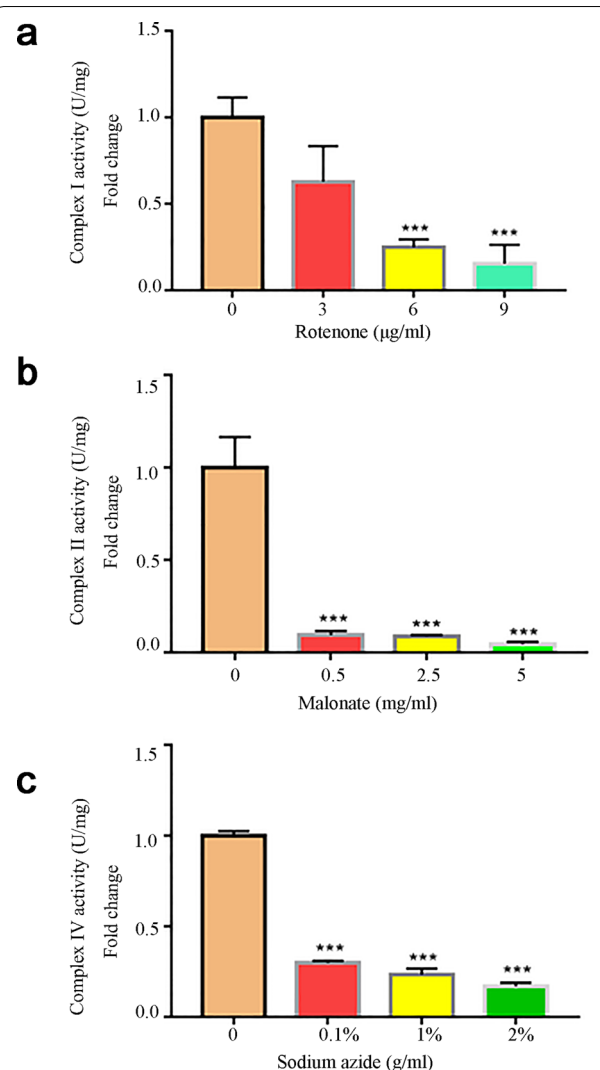 a
Complex I activity (U/mg)
Fold change
1.5
1.0
0.5
0.0
★★★ ★★★
0 3 6 9
Rotenone (μg/ml)
b
Complex II activity (U/mg)
Fold change
1.5
1.0
0.5
0.0
★★★ ★★★ ★★★
0 0.5 2.5 5
Malonate (mg/ml)
c
Complex IV activity (U/mg)
Fold change
1.5
1.0
0.5
0.0
★★★ ★★★ ★★★
0 0.1% 1% 2%
Sodium azide (g/ml)